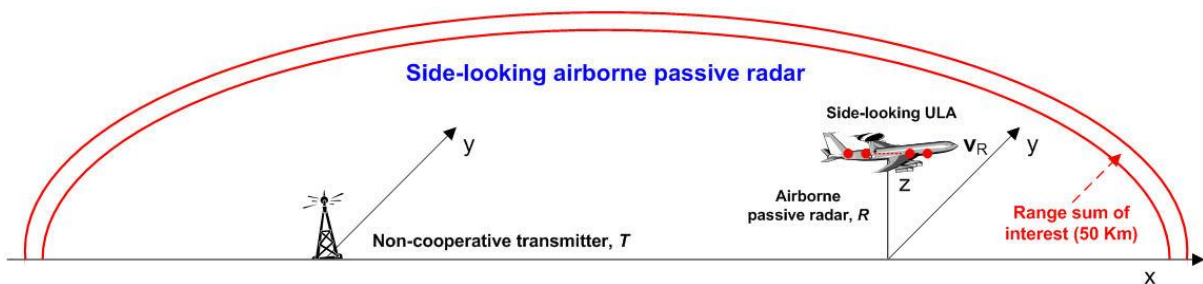 Side-looking airborne passive radar
Side-looking ULA
y
v_R
y
z
Airborne
passive radar, R
Range sum of
interest (50 Km)
Non-cooperative transmitter, T
x